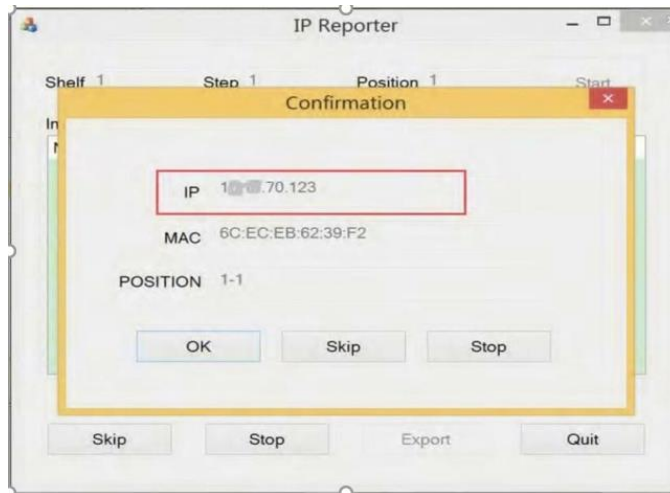 IP Reporter
Shelf 1 Step 1 Position 1 Start
Confirmation
IP .70.123
MAC 6C:EC:EB:62:39:F2
POSITION 1-1
OK Skip Stop
Skip Stop Export Quit